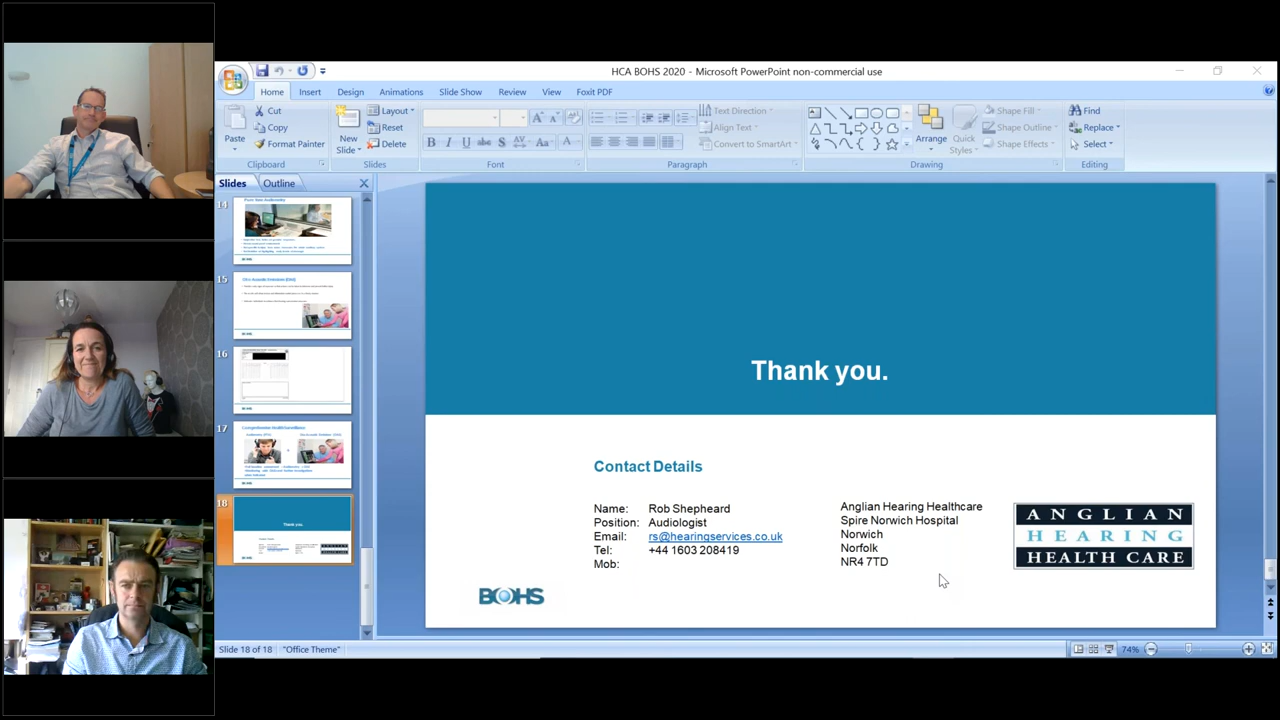 HCA BOHS 2020 - Microsoft PowerPoint non-commercial use
Home Insert Design Animations Slide Show Review View Foxit PDF
Paste
Cut
Copy
Format Painter
Clipboard
New Slide
Layout
Reset
Delete
Slides
B I U abc S AV Aa A
Font
Text Direction
Align Text
Convert to SmartArt
Paragraph
Arrange
Quick Styles
Shape Fill
Shape Outline
Shape Effects
Drawing
Find
Replace
Select
Editing
Slides Outline
14
15
16
17
18
Thank you.
Contact Details
Name: Rob Shepheard
Position: Audiologist
Email: rs@hearingservices.co.uk
Tel: +44 1603 208419
Mob:
Anglian Hearing Healthcare
Spire Norwich Hospital
Norwich
Norfolk
NR4 7TD
ANGLIAN
HEARING
HEALTH CARE
BOHS
Slide 18 of 18 "Office Theme" 74%